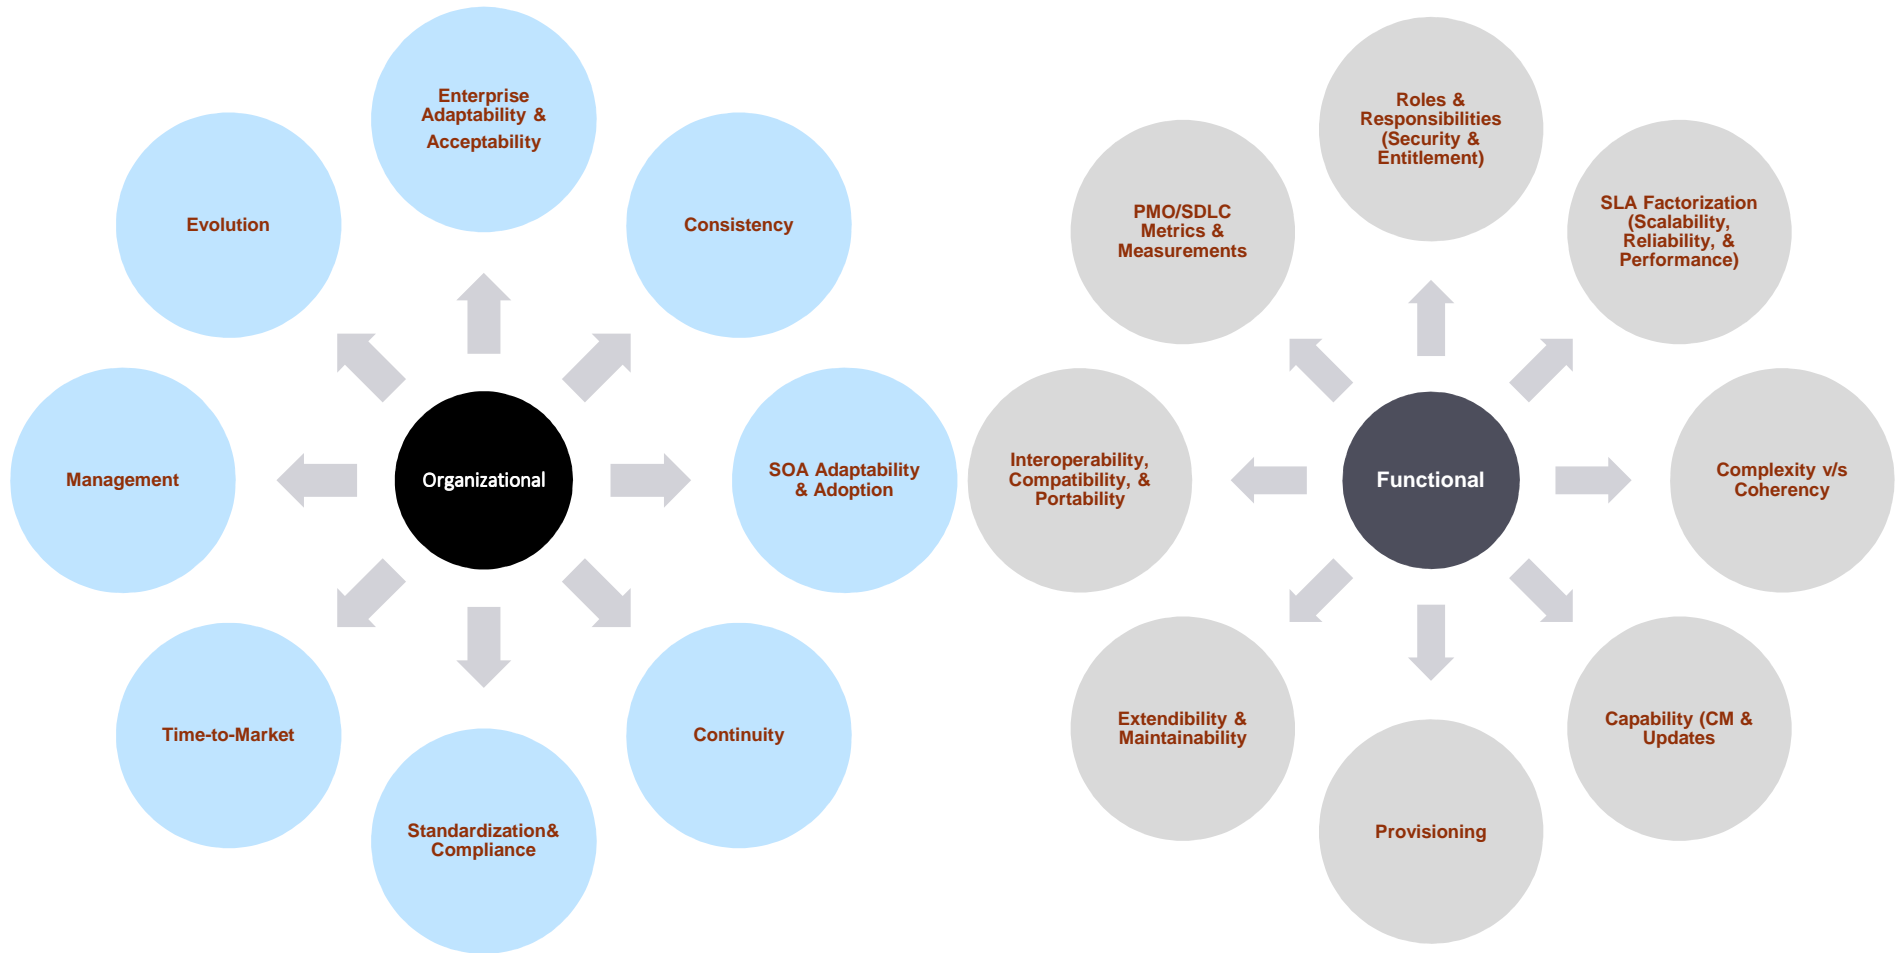 Enterprise
Adaptability &
Acceptability
Consistency
SOA Adaptability
& Adoption
Continuity
Standardization&
Compliance
Time-to-Market
Management
Evolution
Organizational
Roles &
Responsibilities
(Security &
Entitlement)
SLA Factorization
(Scalability,
Reliability, &
Performance)
Complexity v/s
Coherency
Capability (CM &
Updates
Provisioning
Extendibility &
Maintainability
Interoperability,
Compatibility, &
Portability
PMO/SDLC
Metrics &
Measurements
Functional